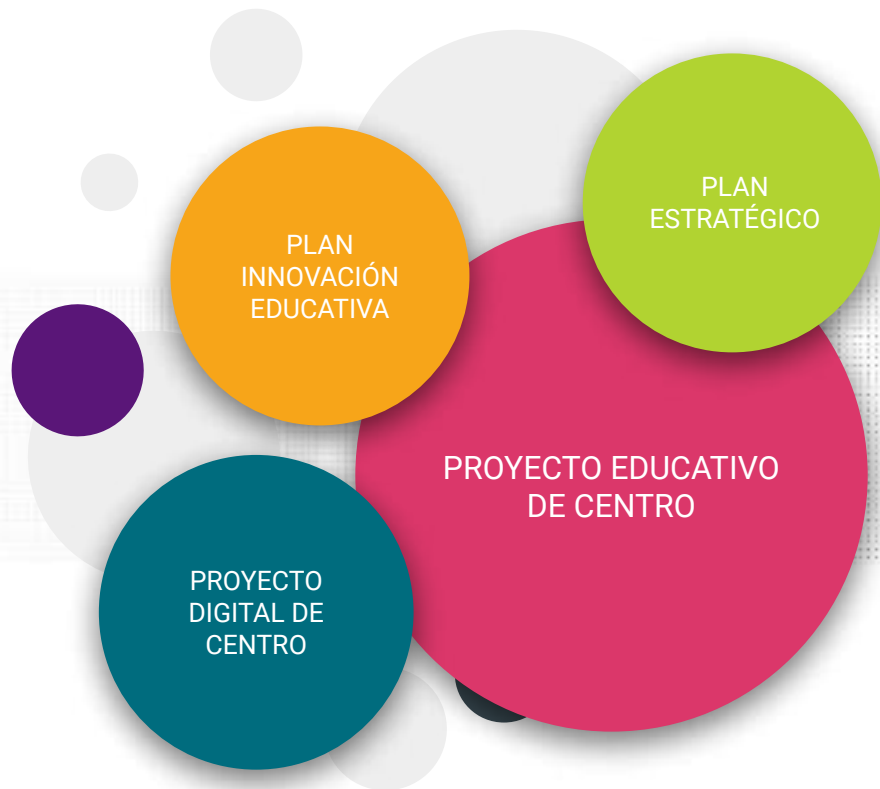 PLAN
ESTRATÉGICO
PLAN
INNOVACIÓN
EDUCATIVA
PROYECTO EDUCATIVO
DE CENTRO
PROYECTO
DIGITAL DE
CENTRO